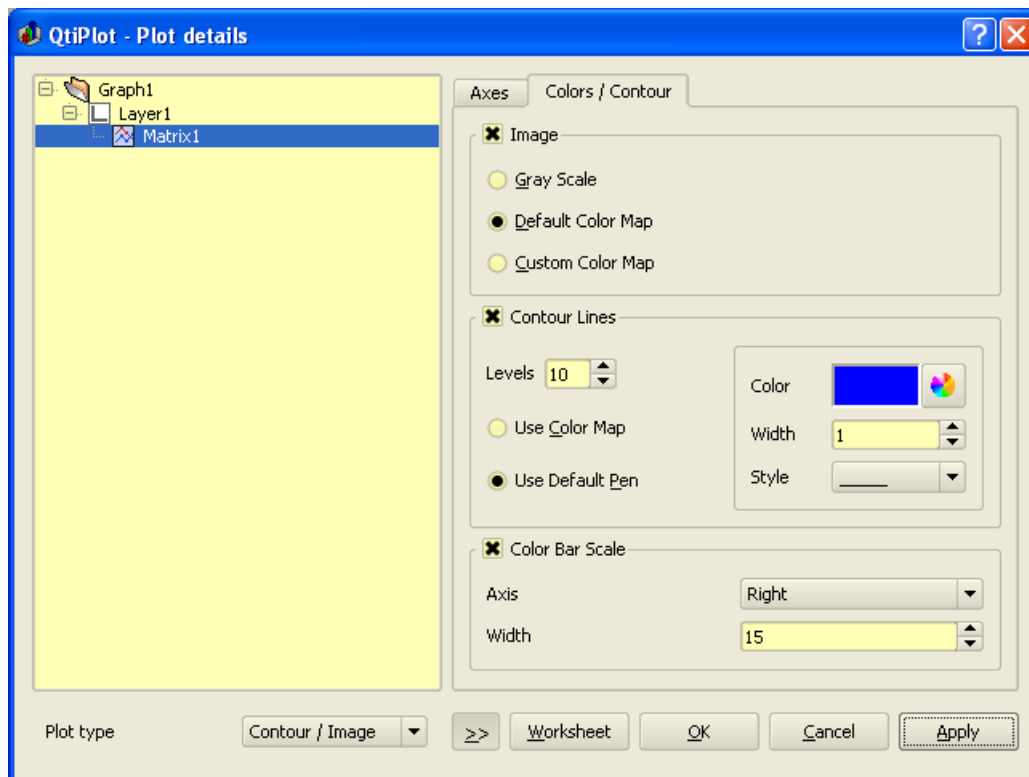 QtiPlot - Plot details
Graph1
Layer1
Matrix1
Axes
Colors / Contour
Image
Gray Scale
Default Color Map
Custom Color Map
Contour Lines
Levels 10
Use Color Map
Use Default Pen
Color
Width 1
Style
Color Bar Scale
Axis Right
Width 15
Plot type Contour / Image >> Worksheet OK Cancel Apply